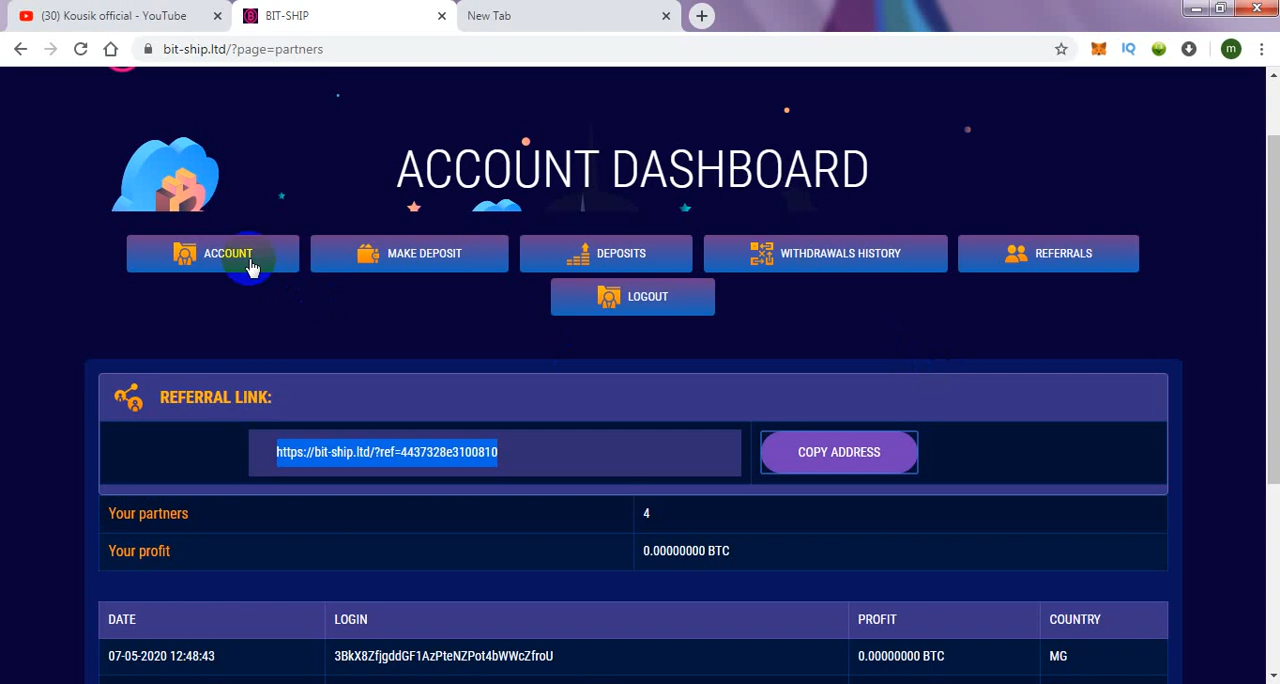 (30) Kousik official - YouTube
BIT-SHIP
New Tab
bit-ship.ltd/?page=partners
IQ
m
ACCOUNT DASHBOARD
ACCOUNT
MAKE DEPOSIT
DEPOSITS
WITHDRAWALS HISTORY
REFERRALS
LOGOUT
REFERRAL LINK:
https://bit-ship.ltd/?ref=4437328e3100810
COPY ADDRESS
Your partners 4
Your profit 0.00000000 BTC
DATE LOGIN PROFIT COUNTRY
07-05-2020 12:48:43 3BkX8ZfjgddGF1AzPteNZPot4bWWcZfroU 0.00000000 BTC MG